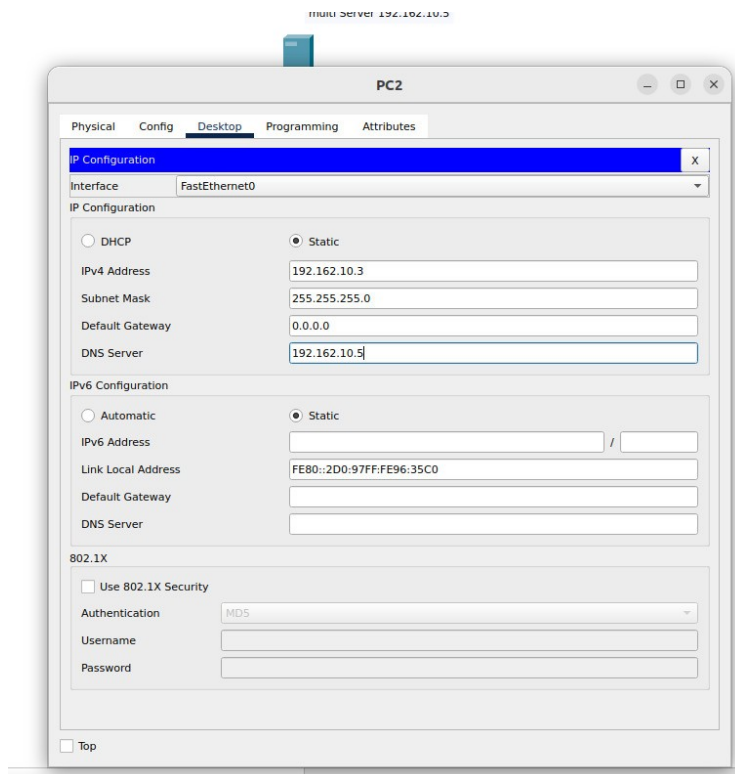 multi Server 192.162.10.5
PC2
Physical Config Desktop Programming Attributes
IP Configuration X
Interface FastEthernet0
IP Configuration
DHCP Static
IPv4 Address 192.162.10.3
Subnet Mask 255.255.255.0
Default Gateway 0.0.0.0
DNS Server 192.162.10.5
IPv6 Configuration
Automatic Static
IPv6 Address /
Link Local Address FE80::2D0:97FF:FE96:35C0
Default Gateway
DNS Server
802.1X
Use 802.1X Security
Authentication MD5
Username
Password
Top